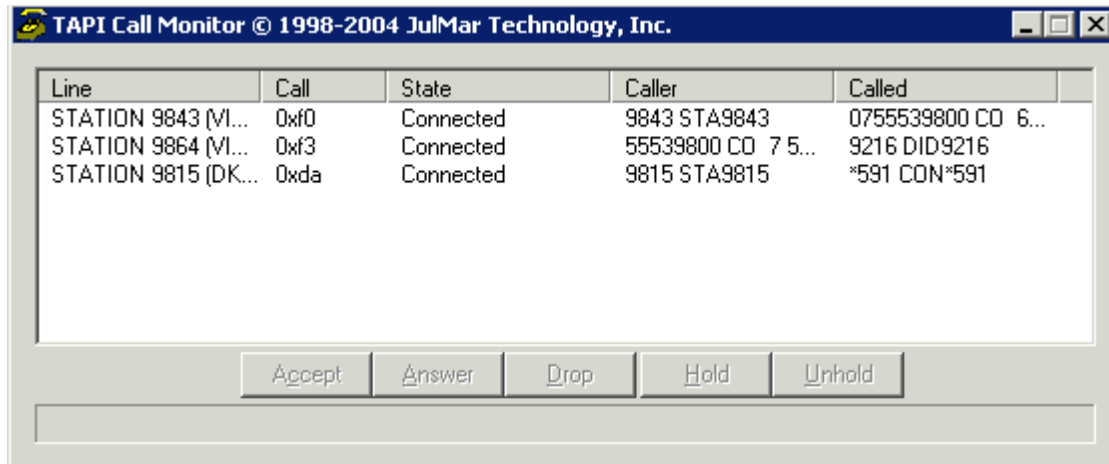 TAPI Call Monitor © 1998-2004 JulMar Technology, Inc.
Line Call State Caller Called
STATION 9843 (VI... 0xf0 Connected 9843 STA9843 0755539800 CO 6...
STATION 9864 (VI... 0xf3 Connected 55539800 CO 7 5... 9216 DID9216
STATION 9815 (DK... 0xda Connected 9815 STA9815 *591 CON*591
Accept Answer Drop Hold Unhold